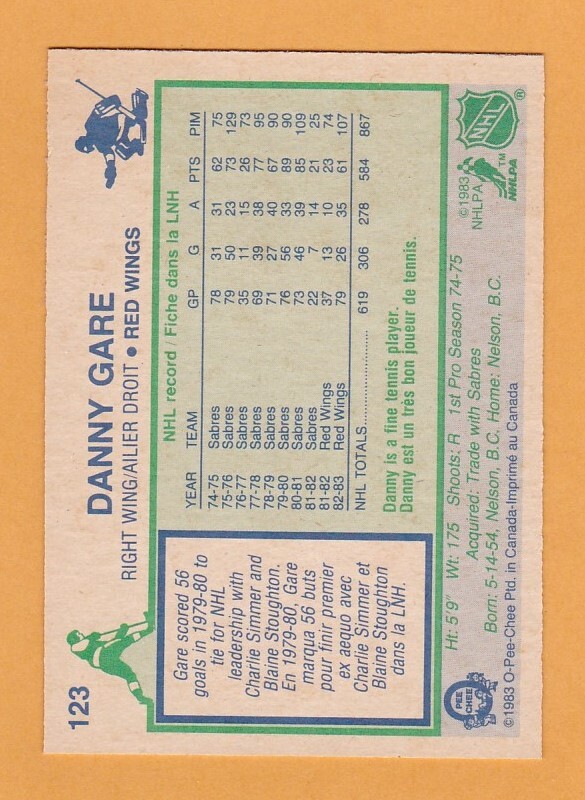 123
DANNY GARE
RIGHT WING/AILIER DROIT • RED WINGS
Gare scored 56
goals in 1979-80 to
tie for NHL
leadership with
Charlie Simmer and
Blaine Stoughton.
En 1979-80, Gare
marqua 56 buts
pour finir premier
ex aequo avec
Charlie Simmer et
Blaine Stoughton
dans la LNH.
NHL record/Fiche dans la LNH
YEAR TEAM GP G A PTS PIM
74-75 Sabres 78 31 31 62 75
75-76 Sabres 79 50 23 73 129
76-77 Sabres 35 11 15 26 73
77-78 Sabres 69 39 38 77 95
78-79 Sabres 71 27 40 67 90
79-80 Sabres 76 56 33 89 90
80-81 Sabres 73 46 39 85 109
81-82 Sabres 22 7 14 21 25
81-82 Red Wings 37 13 10 23 74
82-83 Red Wings 79 26 35 61 107
NHL TOTALS................... 619 306 278 584 867
Danny is a fine tennis player.
Danny est un très bon joueur de tennis.
Ht: 5'9" Wt: 175 Shoots: R 1st Pro Season 74-75
Acquired: Trade with Sabres
Born: 5-14-54, Nelson, B.C. Home: Nelson, B.C.
©1983 O-Pee-Chee Ptd. in Canada-Imprimé au Canada
O PEE CHEE
NHL ®
©1983
NHLPA
TM
NHLPA